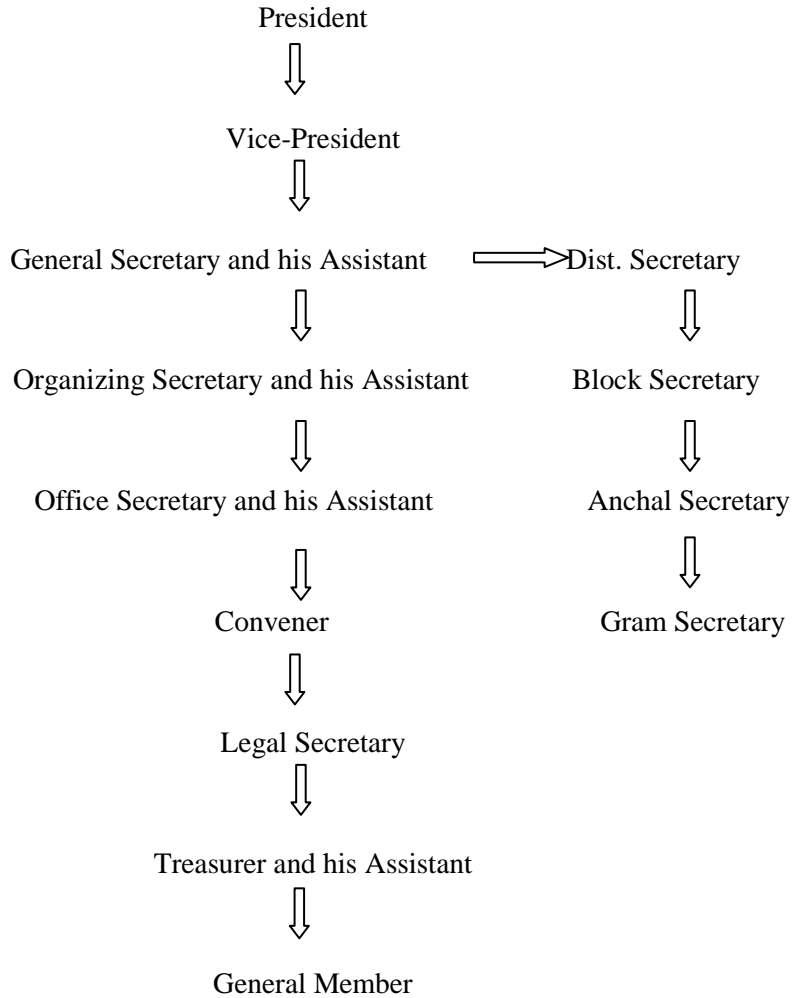 President
Vice-President
General Secretary and his Assistant Dist. Secretary
Organizing Secretary and his Assistant Block Secretary
Office Secretary and his Assistant Anchal Secretary
Convener Gram Secretary
Legal Secretary
Treasurer and his Assistant
General Member